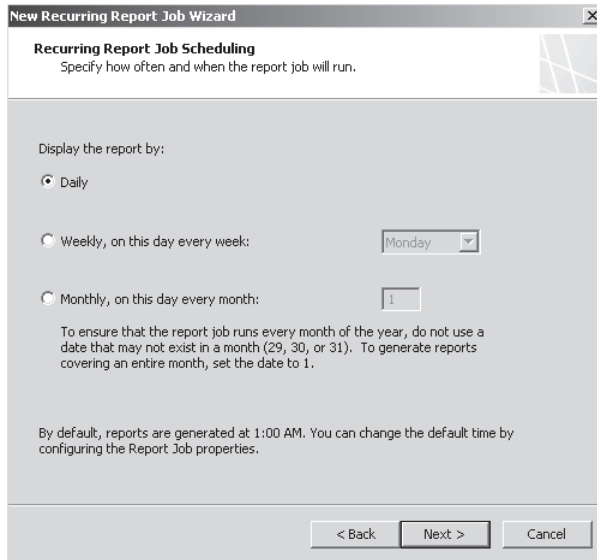 New Recurring Report Job Wizard
Recurring Report Job Scheduling
Specify how often and when the report job will run.
Display the report by:
Daily
Weekly, on this day every week:
Monday
Monthly, on this day every month:
1
To ensure that the report job runs every month of the year, do not use a
date that may not exist in a month (29, 30, or 31). To generate reports
covering an entire month, set the date to 1.
By default, reports are generated at 1:00 AM. You can change the default time by
configuring the Report Job properties.
< Back
Next >
Cancel